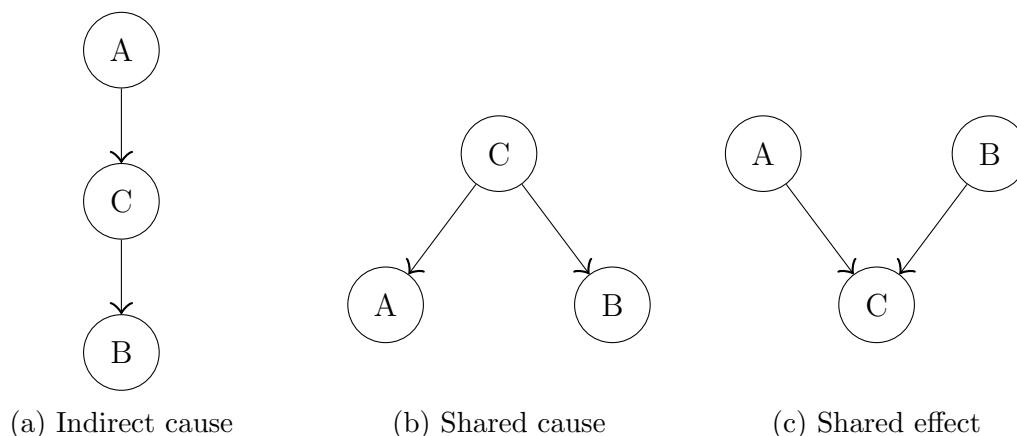 A
C
B
(a) Indirect cause
C
A B
(b) Shared cause
A B
C
(c) Shared effect